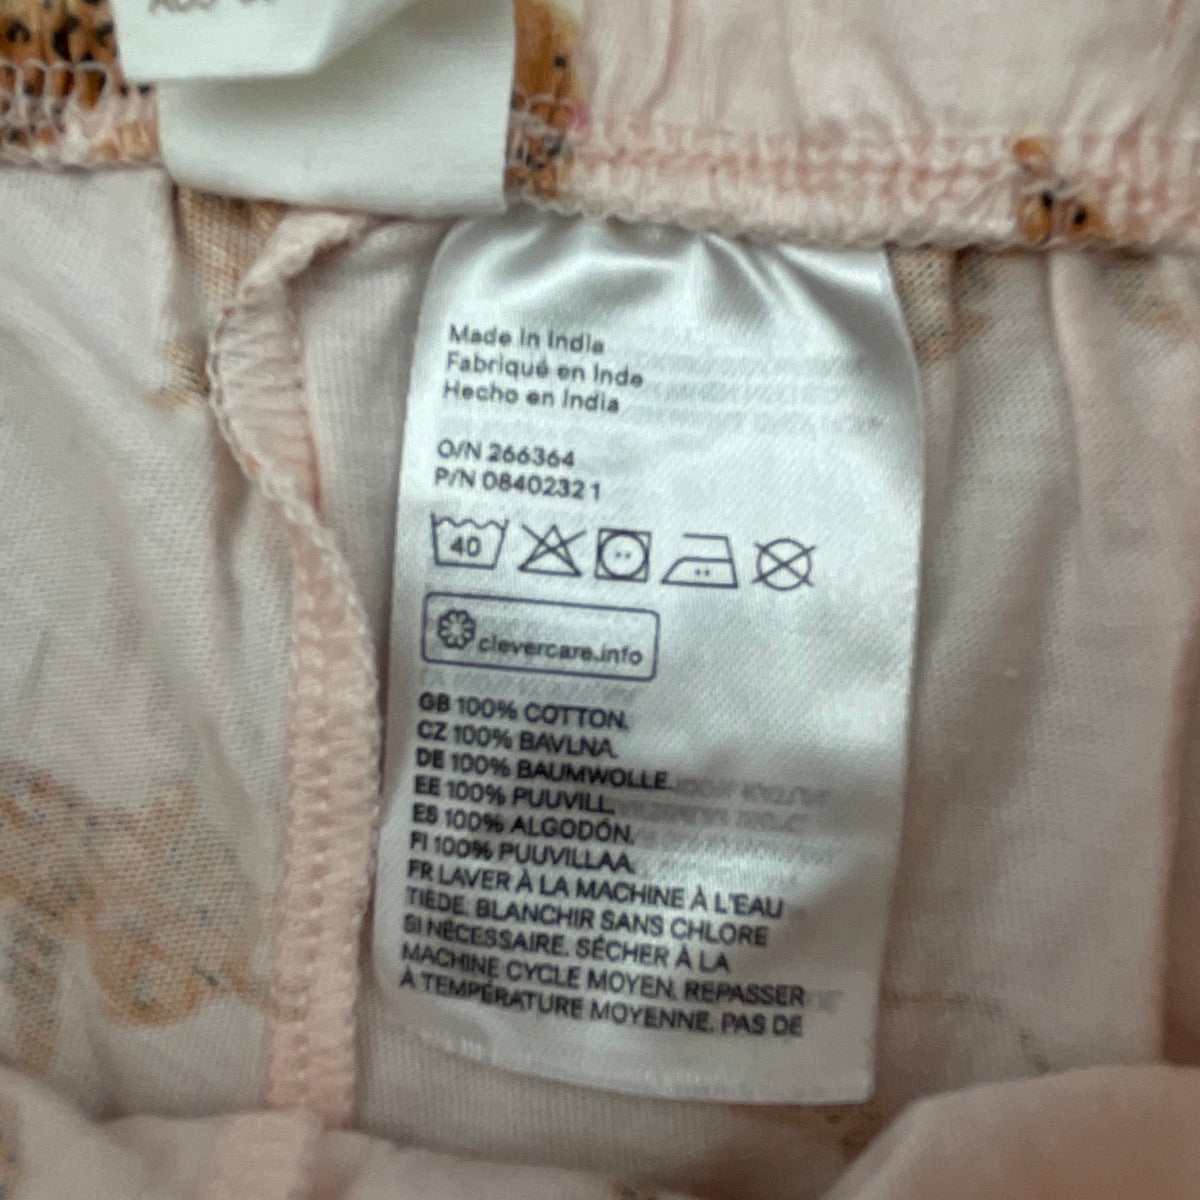 Made in India
Fabriqué en Inde
Hecho en India
O/N 266364
P/N 08402321
40
clevercare.info
GB 100% COTTON.
CZ 100% BAVLNA.
DE 100% BAUMWOLLE.
EE 100% PUUVILL.
ES 100% ALGODÓN.
FI 100% PUUVILLAA.
FR LAVER À LA MACHINE À L'EAU
TIÈDE. BLANCHIR SANS CHLORE
SI NÉCESSAIRE. SÉCHER À LA
MACHINE CYCLE MOYEN. REPASSER
À TEMPÉRATURE MOYENNE. PAS DE